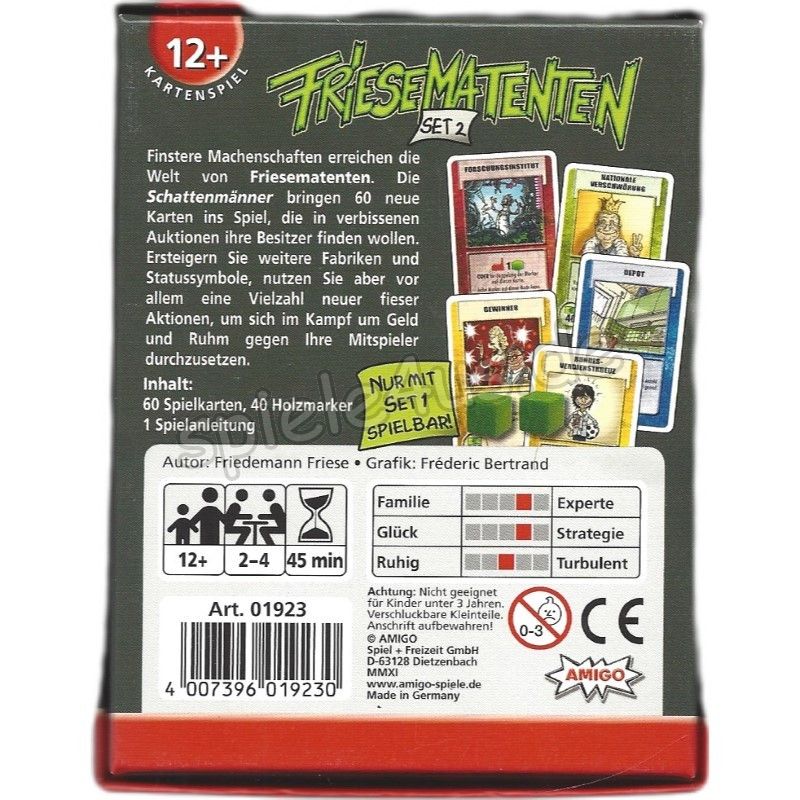 12+
KARTENSPIEL
FRIESEMATENTEN
SET 2
Finstere Machenschaften erreichen die
Welt von Friesematenten. Die
Schattenmänner bringen 60 neue
Karten ins Spiel, die in verbissenen
Auktionen ihre Besitzer finden wollen.
Ersteigern Sie weitere Fabriken und
Statussymbole, nutzen Sie aber vor
allem eine Vielzahl neuer fieser
Aktionen, um sich im Kampf um Geld
und Ruhm gegen Ihre Mitspieler
durchzusetzen.
Inhalt:
60 Spielkarten, 40 Holzmarker
1 Spielanleitung
FORSCHUNGSINSTITUT
NATIONALE
VERSCHWÖRUNG
DEPOT
GEWINNER
BUNDES-
VERDIENSTKREUZ
NUR MIT
SET 1
SPIELBAR!
spiele4us.de
Autor: Friedemann Friese • Grafik: Fréderic Bertrand
12+ 2–4 45 min
Familie Experte
Glück Strategie
Ruhig Turbulent
Art. 01923
4 007396 019230
Achtung: Nicht geeignet
für Kinder unter 3 Jahren.
Verschluckbare Kleinteile.
Anschrift aufbewahren!
© AMIGO
Spiel + Freizeit GmbH
D-63128 Dietzenbach
MMXI
www.amigo-spiele.de
Made in Germany
0-3
CE
AMIGO